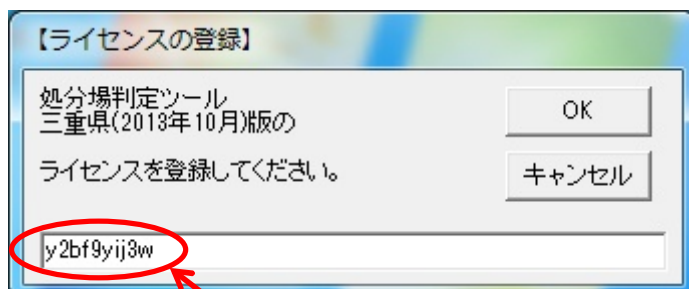 【ライセンスの登録】
処分場判定ツール
三重県(2013年10月)版の
ライセンスを登録してください。
OK
キャンセル
y2bf9yij3w